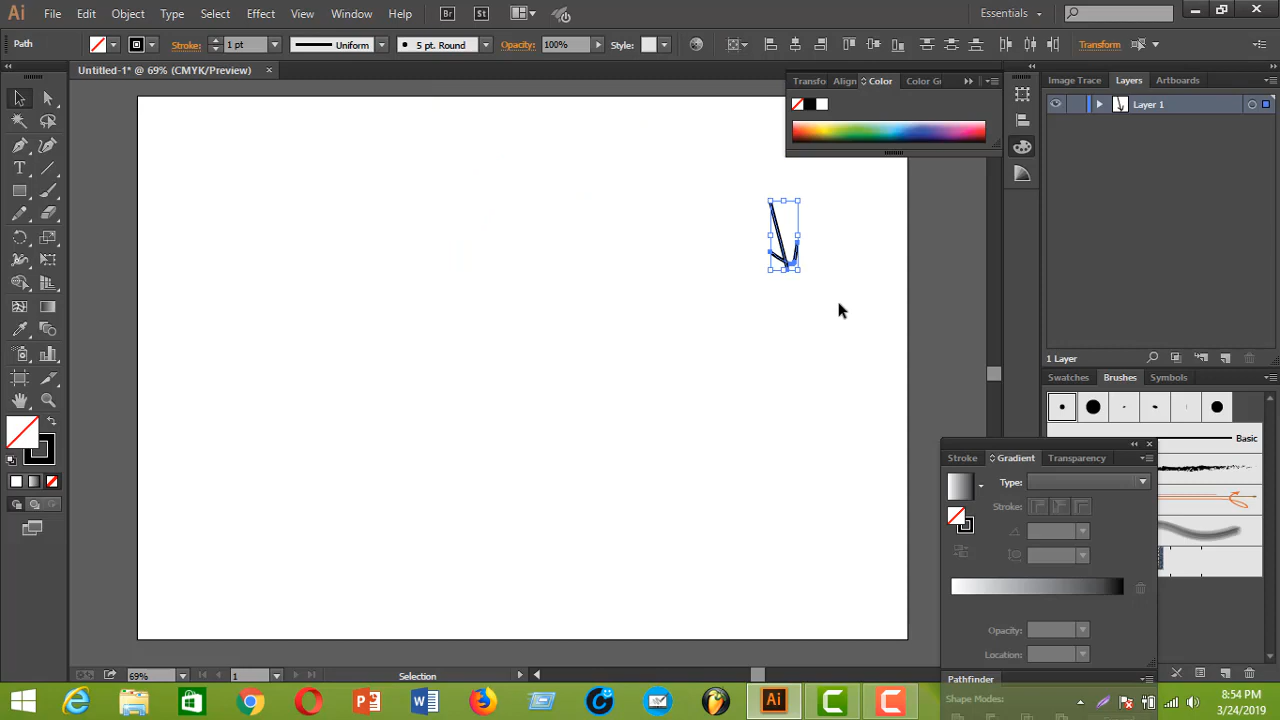 Ai File Edit Object Type Select Effect View Window Help Br St Essentials
Path Stroke: 1 pt Uniform 5 pt. Round Opacity: 100% Style: Transform
Untitled-1* @ 69% (CMYK/Preview)
Transfo Align Color Color Gi
Image Trace Layers Artboards
Layer 1
1 Layer
Swatches Brushes Symbols
Basic
Stroke Gradient Transparency
Type:
Stroke:
Opacity:
Location:
Pathfinder
Shape Modes:
69% 1 Selection
Ai
8:54 PM
3/24/2019